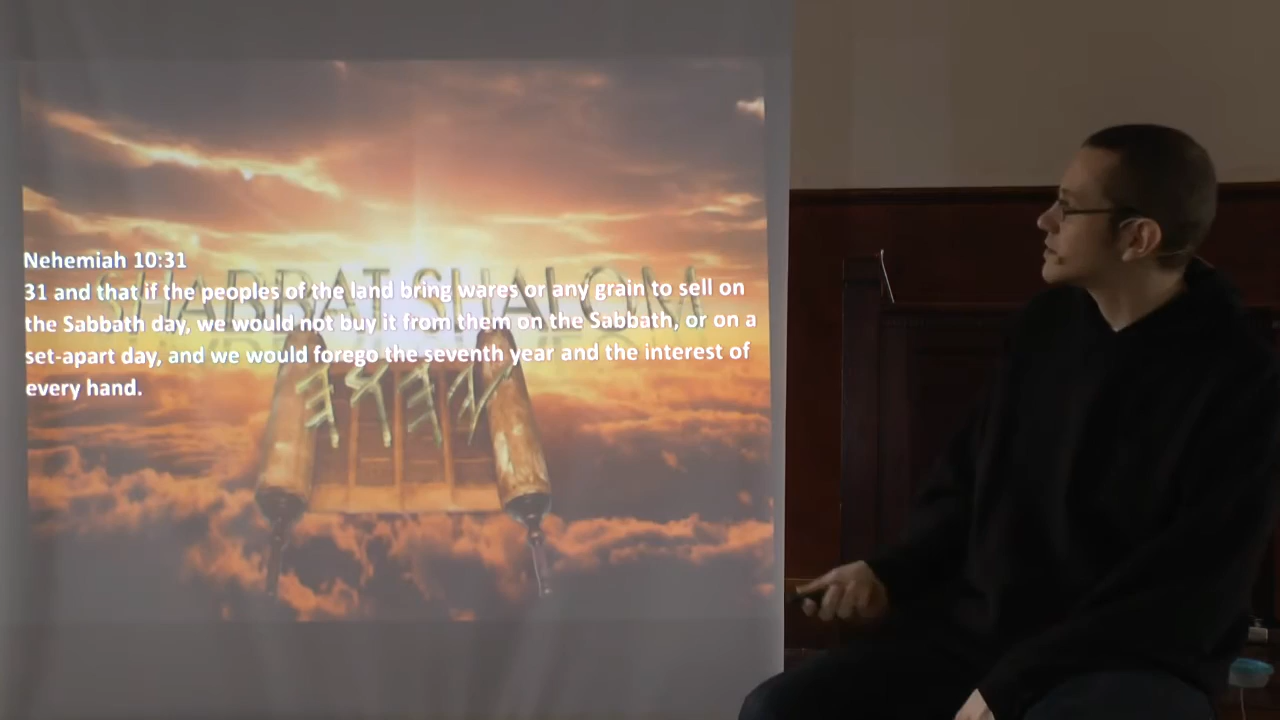 Nehemiah 10:31
31 and that if the peoples of the land bring wares or any grain to sell on
the Sabbath day, we would not buy it from them on the Sabbath, or on a
set-apart day, and we would forego the seventh year and the interest of
every hand.
SHABBAT SHALOM
𐤉𐤄𐤅𐤄